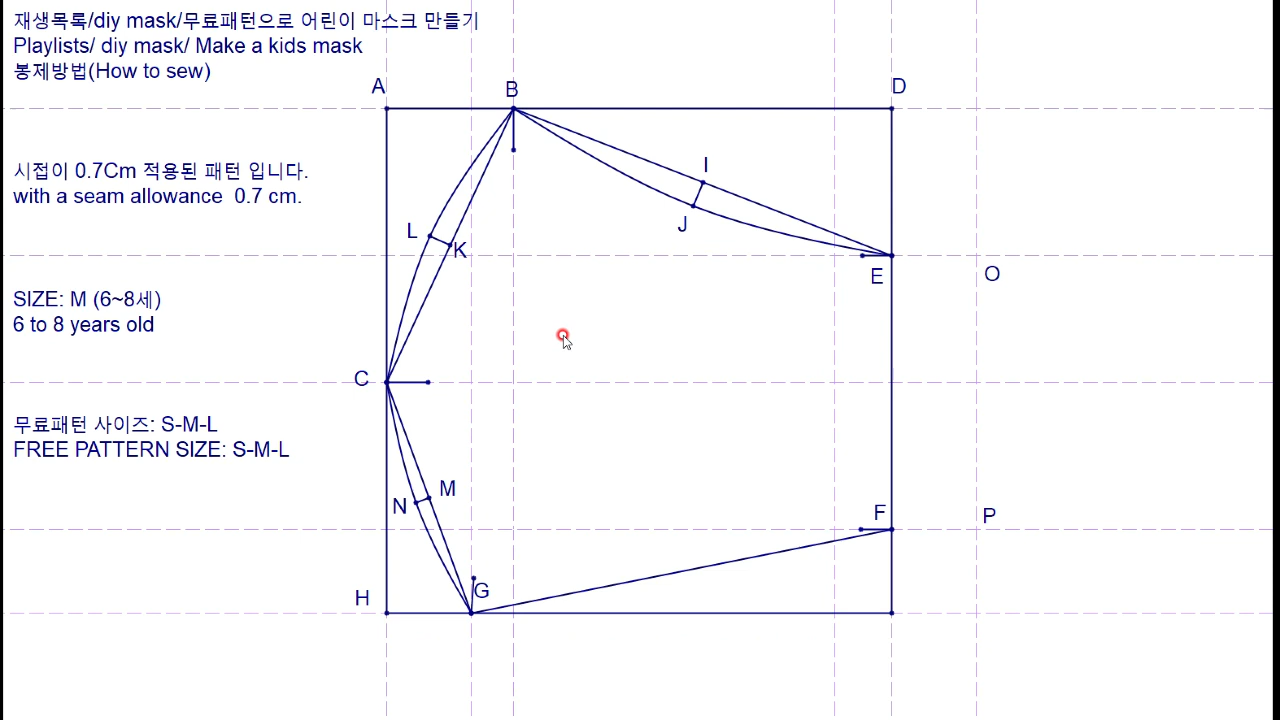 재생목록/diy mask/무료패턴으로 어린이 마스크 만들기
Playlists/ diy mask/ Make a kids mask
봉제방법(How to sew)
A
B
D
시접이 0.7Cm 적용된 패턴 입니다.
with a seam allowance 0.7 cm.
I
J
L
K
E
O
SIZE: M (6~8세)
6 to 8 years old
C
무료패턴 사이즈: S-M-L
FREE PATTERN SIZE: S-M-L
M
N
F
P
H
G